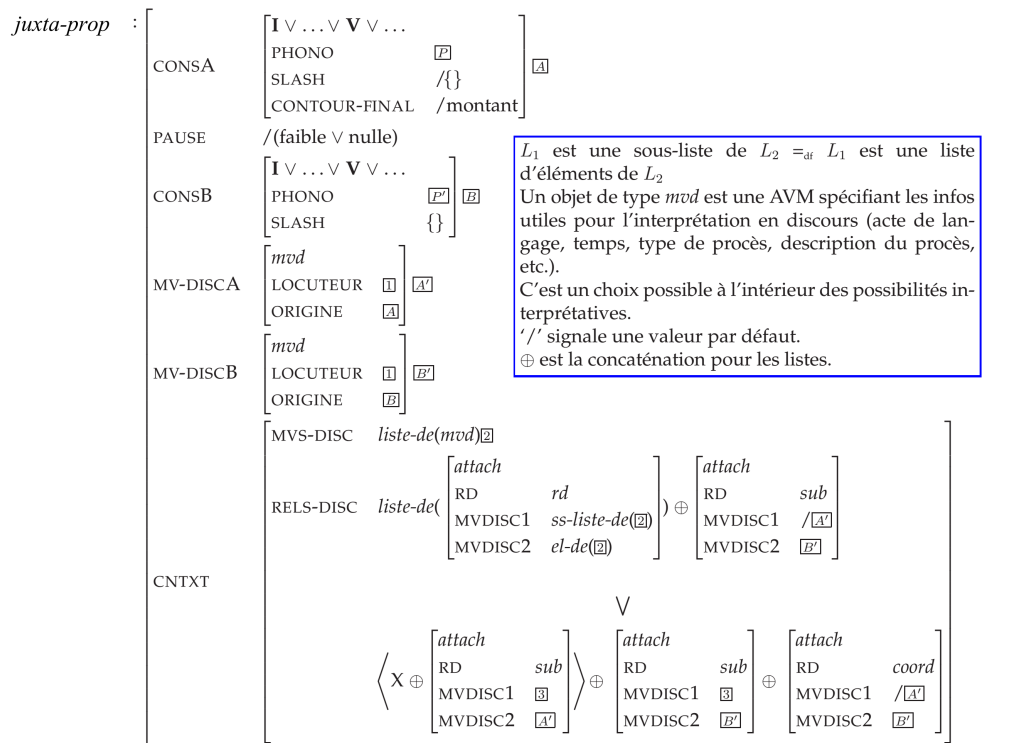 juxta-prop :
I ∨ … ∨ V ∨ …
PHONO P
CONSA
SLASH /{} A
CONTOUR-FINAL /montant
PAUSE /(faible ∨ nulle)
I ∨ … ∨ V ∨ …
CONSB PHONO P′ B
SLASH {}
mvd
MV-DISCA LOCUTEUR 1 A′
ORIGINE A
mvd
MV-DISCB LOCUTEUR 1 B′
ORIGINE B
L₁ est une sous-liste de L₂ =df L₁ est une liste
d'éléments de L₂
Un objet de type mvd est une AVM spécifiant les infos
utiles pour l'interprétation en discours (acte de lan-
gage, temps, type de procès, description du procès,
etc.).
C'est un choix possible à l'intérieur des possibilités in-
terprétatives.
'/' signale une valeur par défaut.
⊕ est la concaténation pour les listes.
MVS-DISC liste-de(mvd)2
attach attach
RD rd RD sub
RELS-DISC liste-de( ) ⊕
MVDISC1 ss-liste-de(2) MVDISC1 /A′
MVDISC2 el-de(2) MVDISC2 B′
CNTXT
∨
attach attach attach
RD sub RD sub RD coord
⟨X ⊕ ⟩ ⊕ ⊕
MVDISC1 3 MVDISC1 3 MVDISC1 /A′
MVDISC2 A′ MVDISC2 B′ MVDISC2 B′